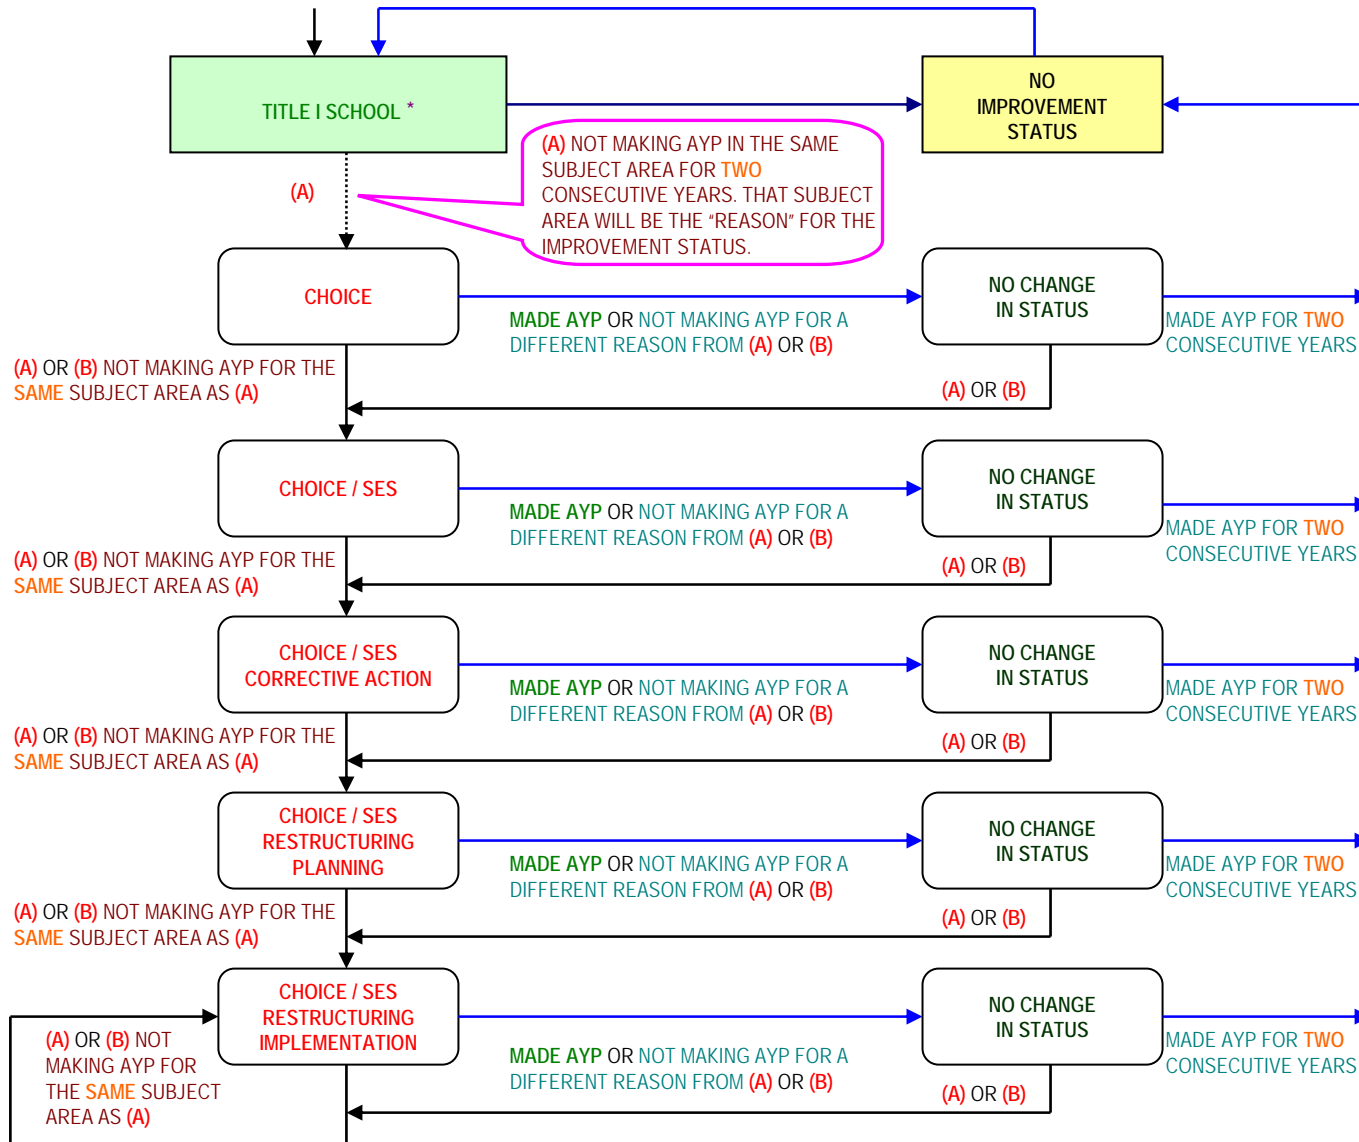 TITLE I SCHOOL *
NO
IMPROVEMENT
STATUS
(A) NOT MAKING AYP IN THE SAME
SUBJECT AREA FOR TWO
CONSECUTIVE YEARS. THAT SUBJECT
AREA WILL BE THE “REASON” FOR THE
IMPROVEMENT STATUS.
(A)
CHOICE
MADE AYP OR NOT MAKING AYP FOR A
DIFFERENT REASON FROM (A) OR (B)
NO CHANGE
IN STATUS
MADE AYP FOR TWO
CONSECUTIVE YEARS
(A) OR (B) NOT MAKING AYP FOR THE
SAME SUBJECT AREA AS (A)
(A) OR (B)
CHOICE / SES
MADE AYP OR NOT MAKING AYP FOR A
DIFFERENT REASON FROM (A) OR (B)
NO CHANGE
IN STATUS
MADE AYP FOR TWO
CONSECUTIVE YEARS
(A) OR (B) NOT MAKING AYP FOR THE
SAME SUBJECT AREA AS (A)
(A) OR (B)
CHOICE / SES
CORRECTIVE ACTION
MADE AYP OR NOT MAKING AYP FOR A
DIFFERENT REASON FROM (A) OR (B)
NO CHANGE
IN STATUS
MADE AYP FOR TWO
CONSECUTIVE YEARS
(A) OR (B) NOT MAKING AYP FOR THE
SAME SUBJECT AREA AS (A)
(A) OR (B)
CHOICE / SES
RESTRUCTURING
PLANNING
MADE AYP OR NOT MAKING AYP FOR A
DIFFERENT REASON FROM (A) OR (B)
NO CHANGE
IN STATUS
MADE AYP FOR TWO
CONSECUTIVE YEARS
(A) OR (B) NOT MAKING AYP FOR THE
SAME SUBJECT AREA AS (A)
(A) OR (B)
CHOICE / SES
RESTRUCTURING
IMPLEMENTATION
MADE AYP OR NOT MAKING AYP FOR A
DIFFERENT REASON FROM (A) OR (B)
NO CHANGE
IN STATUS
MADE AYP FOR TWO
CONSECUTIVE YEARS
(A) OR (B) NOT
MAKING AYP FOR
THE SAME SUBJECT
AREA AS (A)
(A) OR (B)